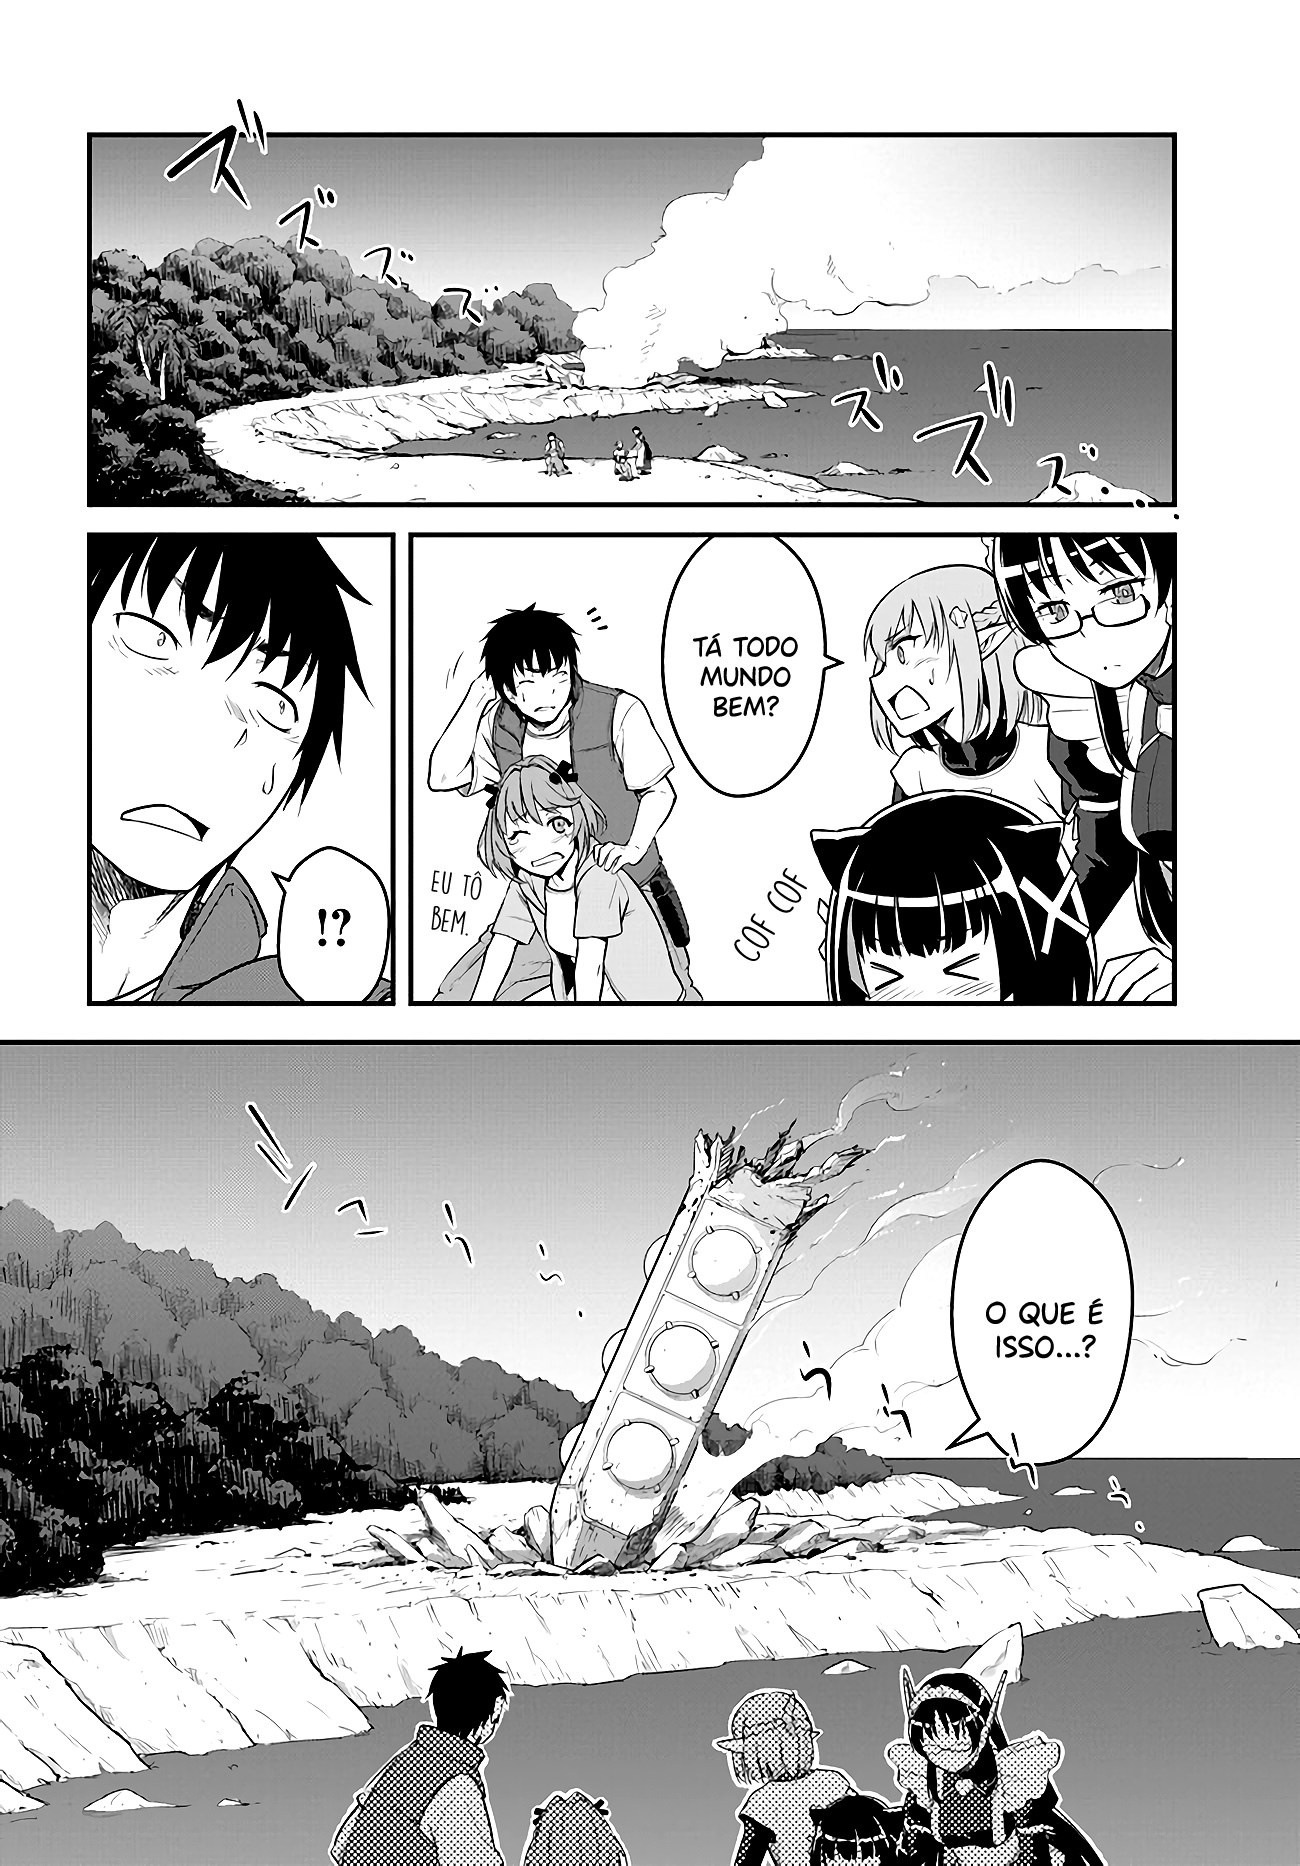 ズズズズ
ズズズ...
TÁ TODO
MUNDO
BEM?
EU TÔ
BEM.
COF COF
!?
O QUE É
ISSO...?